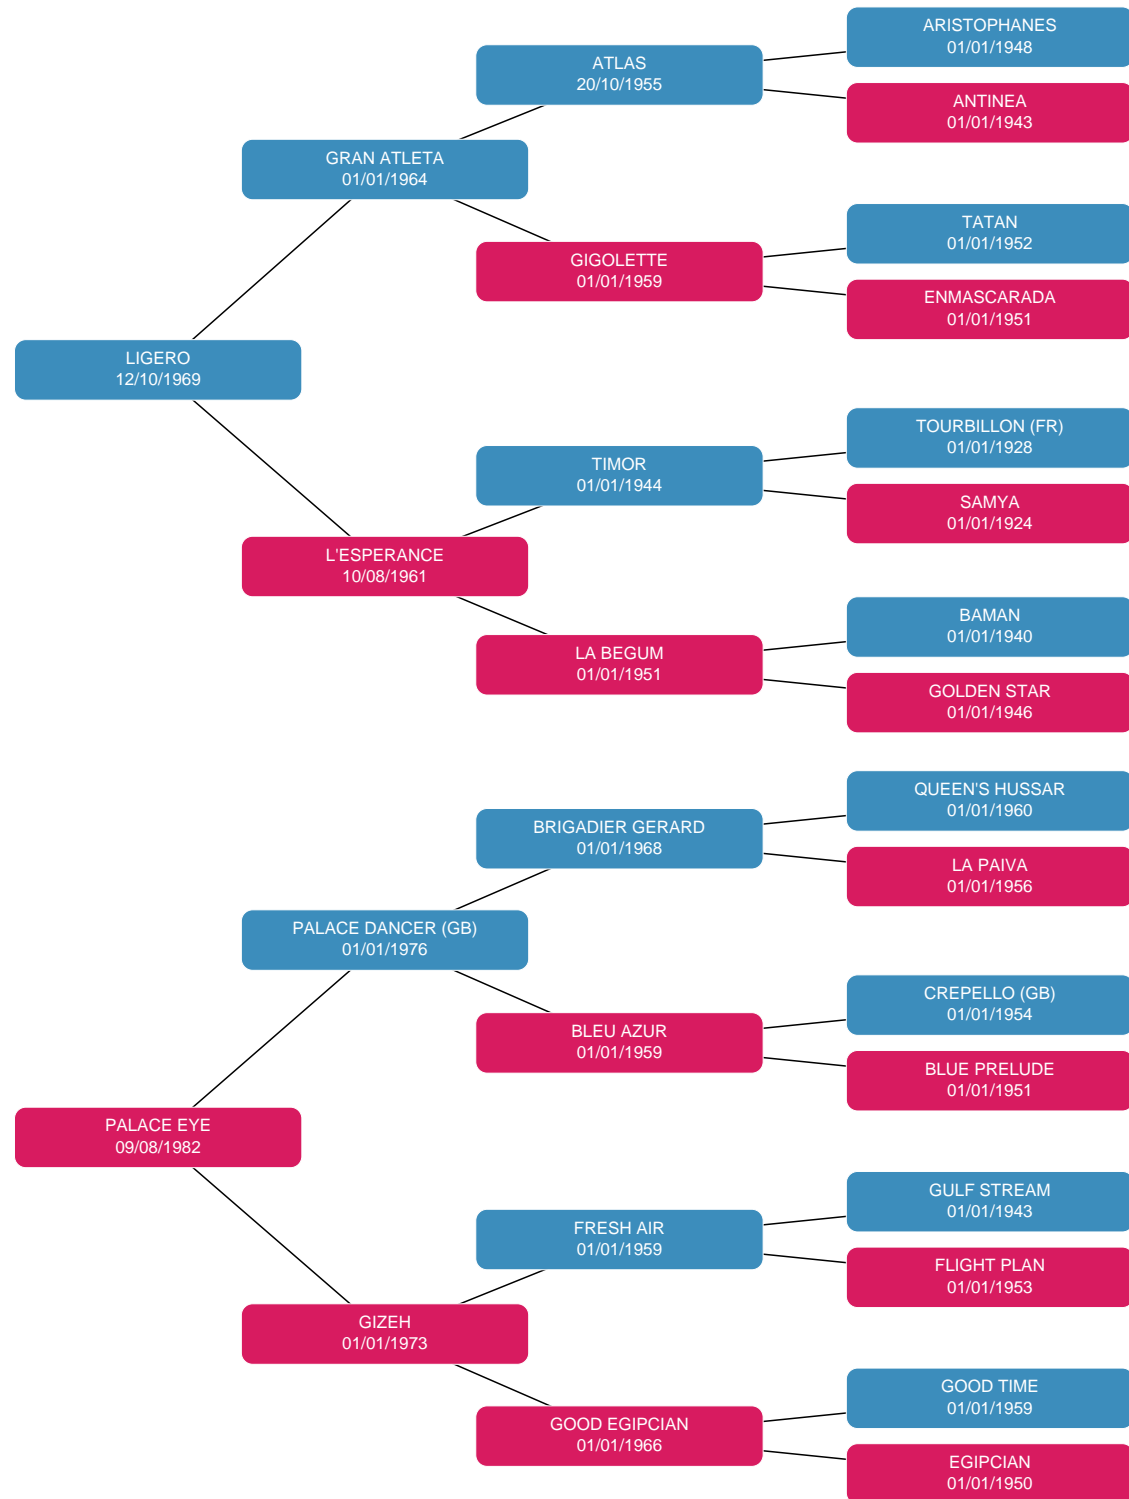 ARISTOPHANES
01/01/1948
ATLAS
20/10/1955
ANTINEA
01/01/1943
GRAN ATLETA
01/01/1964
TATAN
01/01/1952
GIGOLETTE
01/01/1959
ENMASCARADA
01/01/1951
LIGERO
12/10/1969
TOURBILLON (FR)
01/01/1928
TIMOR
01/01/1944
SAMYA
01/01/1924
L'ESPERANCE
10/08/1961
BAMAN
01/01/1940
LA BEGUM
01/01/1951
GOLDEN STAR
01/01/1946
QUEEN'S HUSSAR
01/01/1960
BRIGADIER GERARD
01/01/1968
LA PAIVA
01/01/1956
PALACE DANCER (GB)
01/01/1976
CREPELLO (GB)
01/01/1954
BLEU AZUR
01/01/1959
BLUE PRELUDE
01/01/1951
PALACE EYE
09/08/1982
GULF STREAM
01/01/1943
FRESH AIR
01/01/1959
FLIGHT PLAN
01/01/1953
GIZEH
01/01/1973
GOOD TIME
01/01/1959
GOOD EGIPCIAN
01/01/1966
EGIPCIAN
01/01/1950